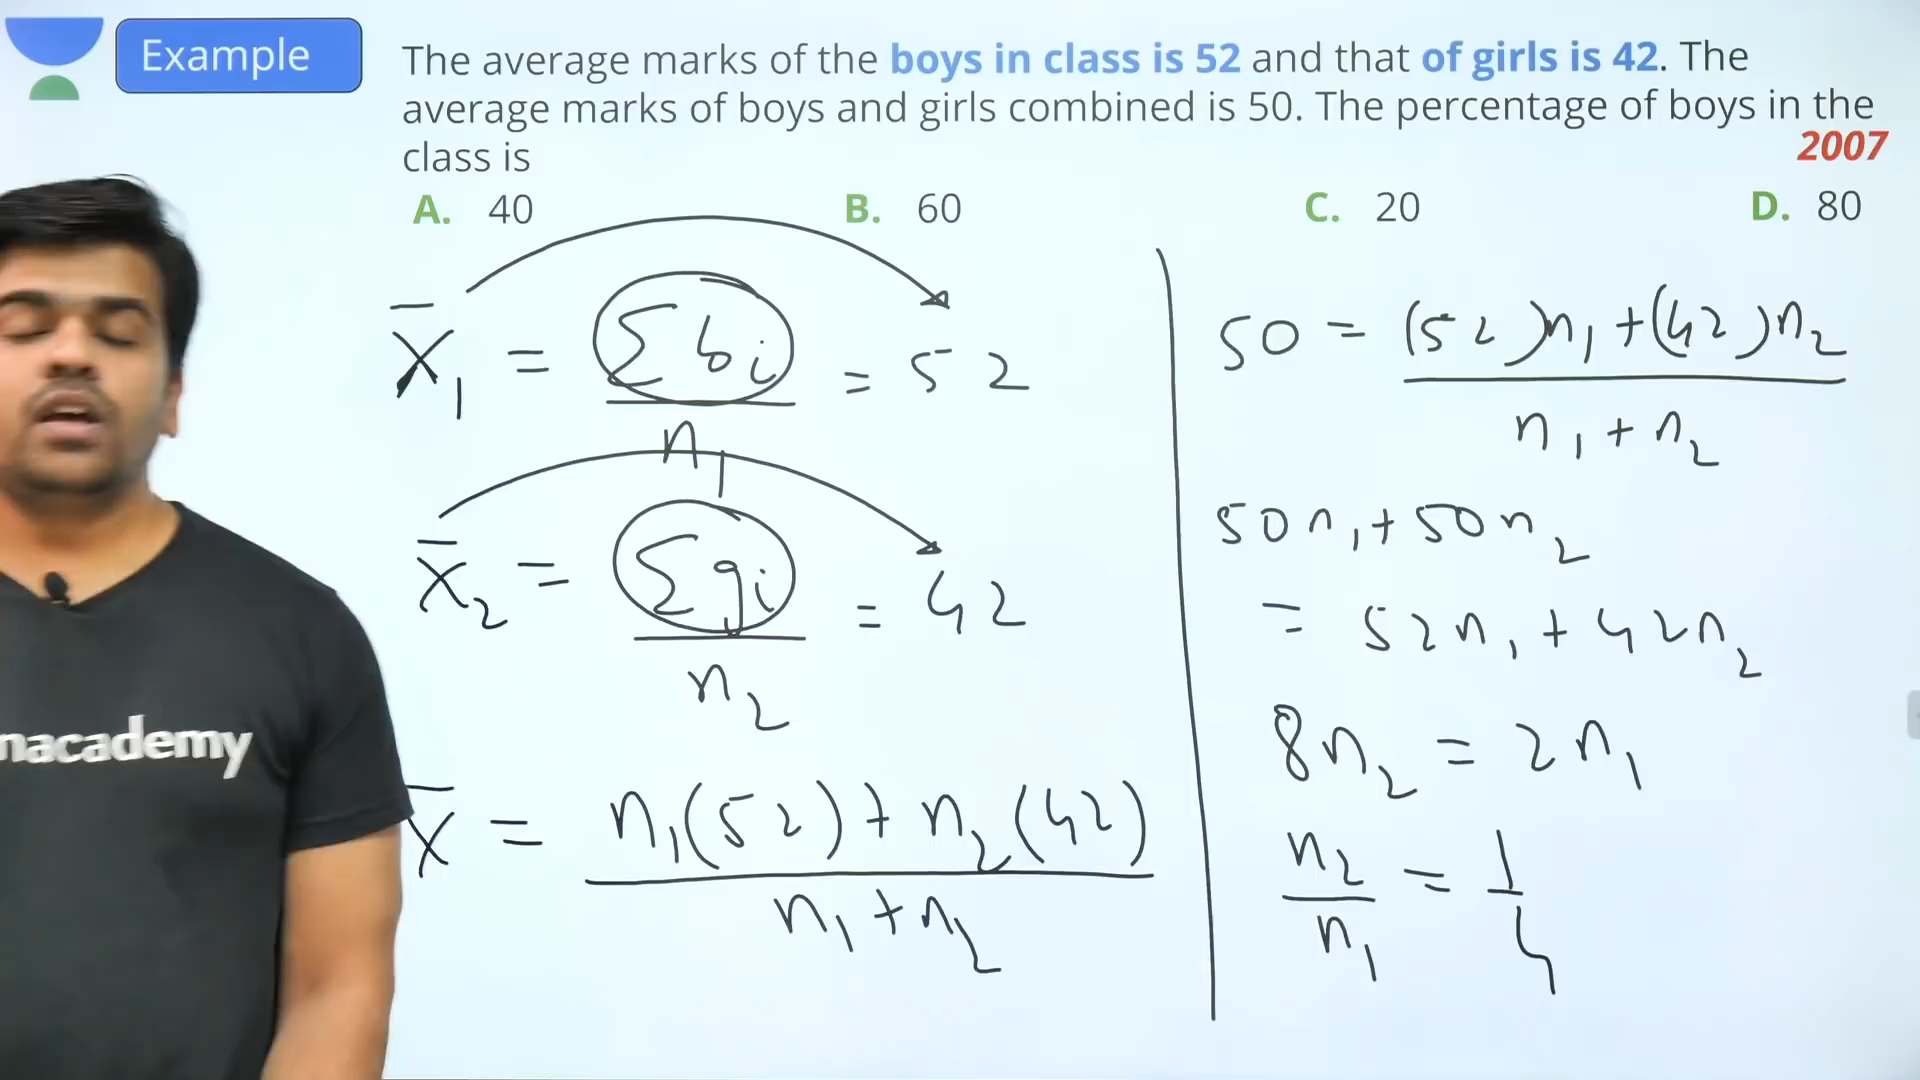 Example
The average marks of the boys in class is 52 and that of girls is 42. The
average marks of boys and girls combined is 50. The percentage of boys in the
class is
2007
A. 40 B. 60 C. 20 D. 80
x̄₁ = Σbᵢ / n₁ = 52
x̄₂ = Σgᵢ / n₂ = 42
x̄ = n₁(52) + n₂(42) / n₁ + n₂
50 = (52)n₁ + (42)n₂ / n₁ + n₂
50n₁ + 50n₂
= 52n₁ + 42n₂
8n₂ = 2n₁
n₂ / n₁ = 1 / 4
nacademy